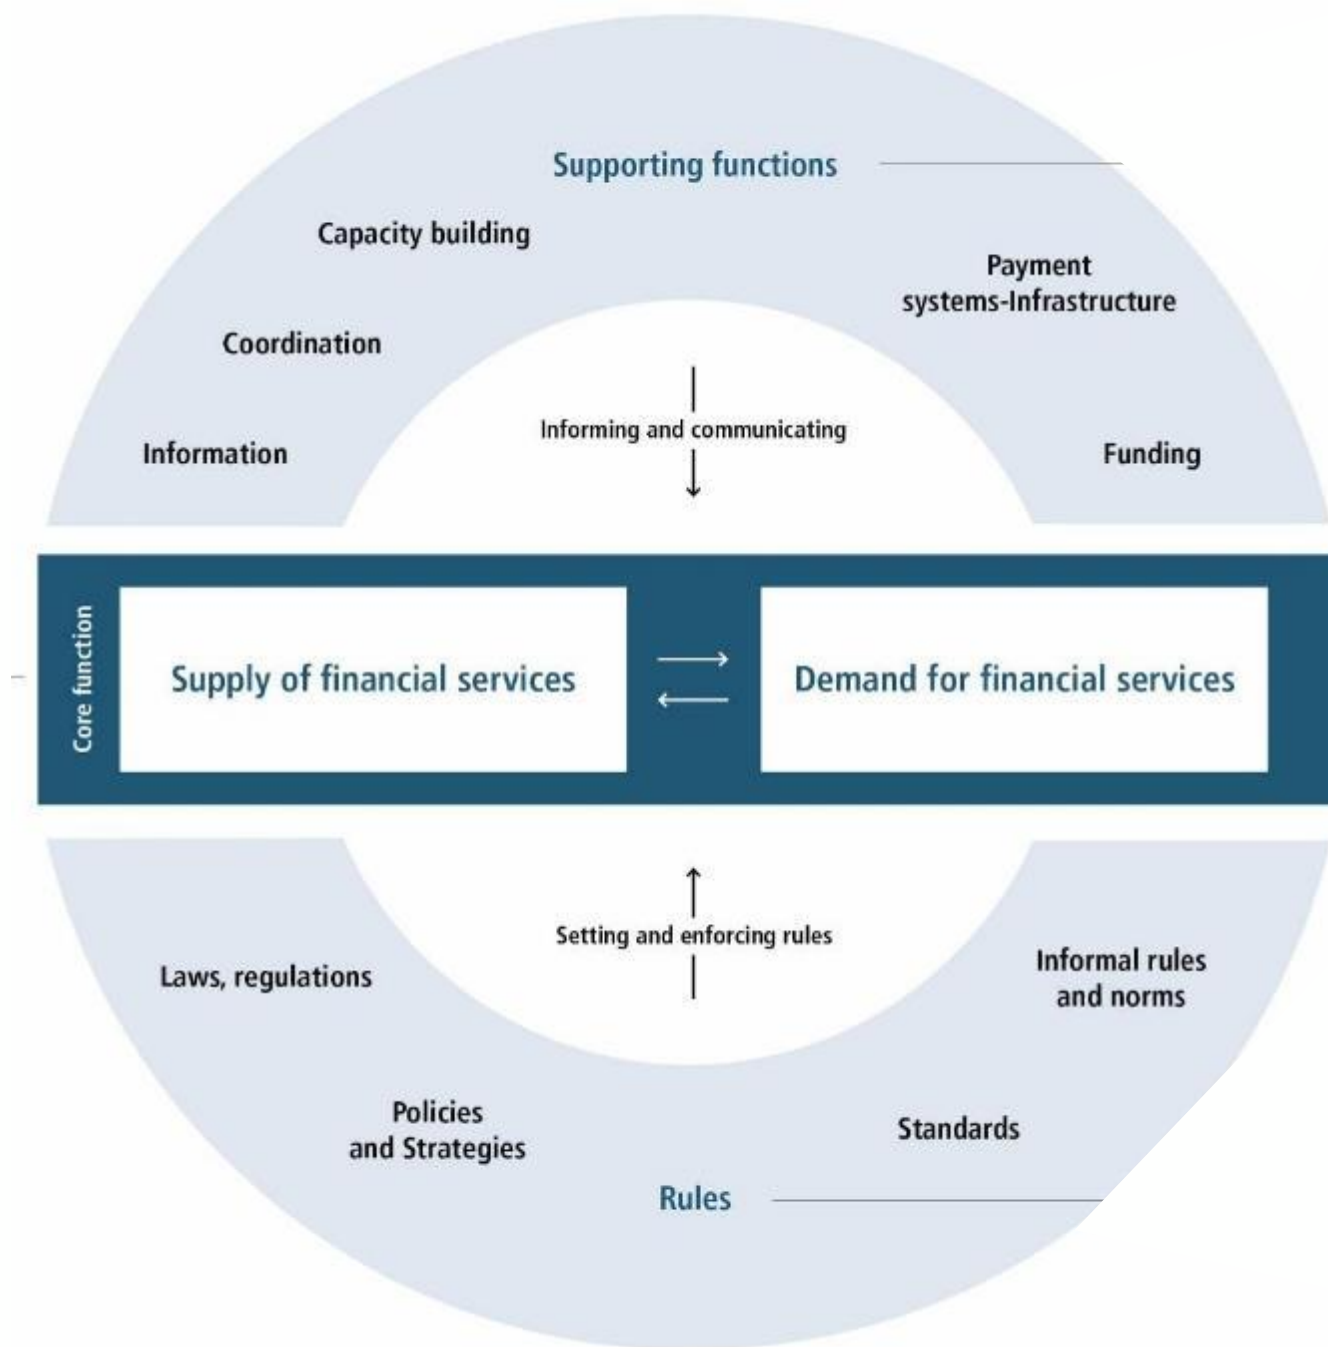 Supporting functions
Capacity building
Payment
systems-Infrastructure
Coordination
Informing and communicating
Information
Funding
Core function
Supply of financial services
Demand for financial services
Setting and enforcing rules
Laws, regulations
Informal rules
and norms
Policies
and Strategies
Standards
Rules